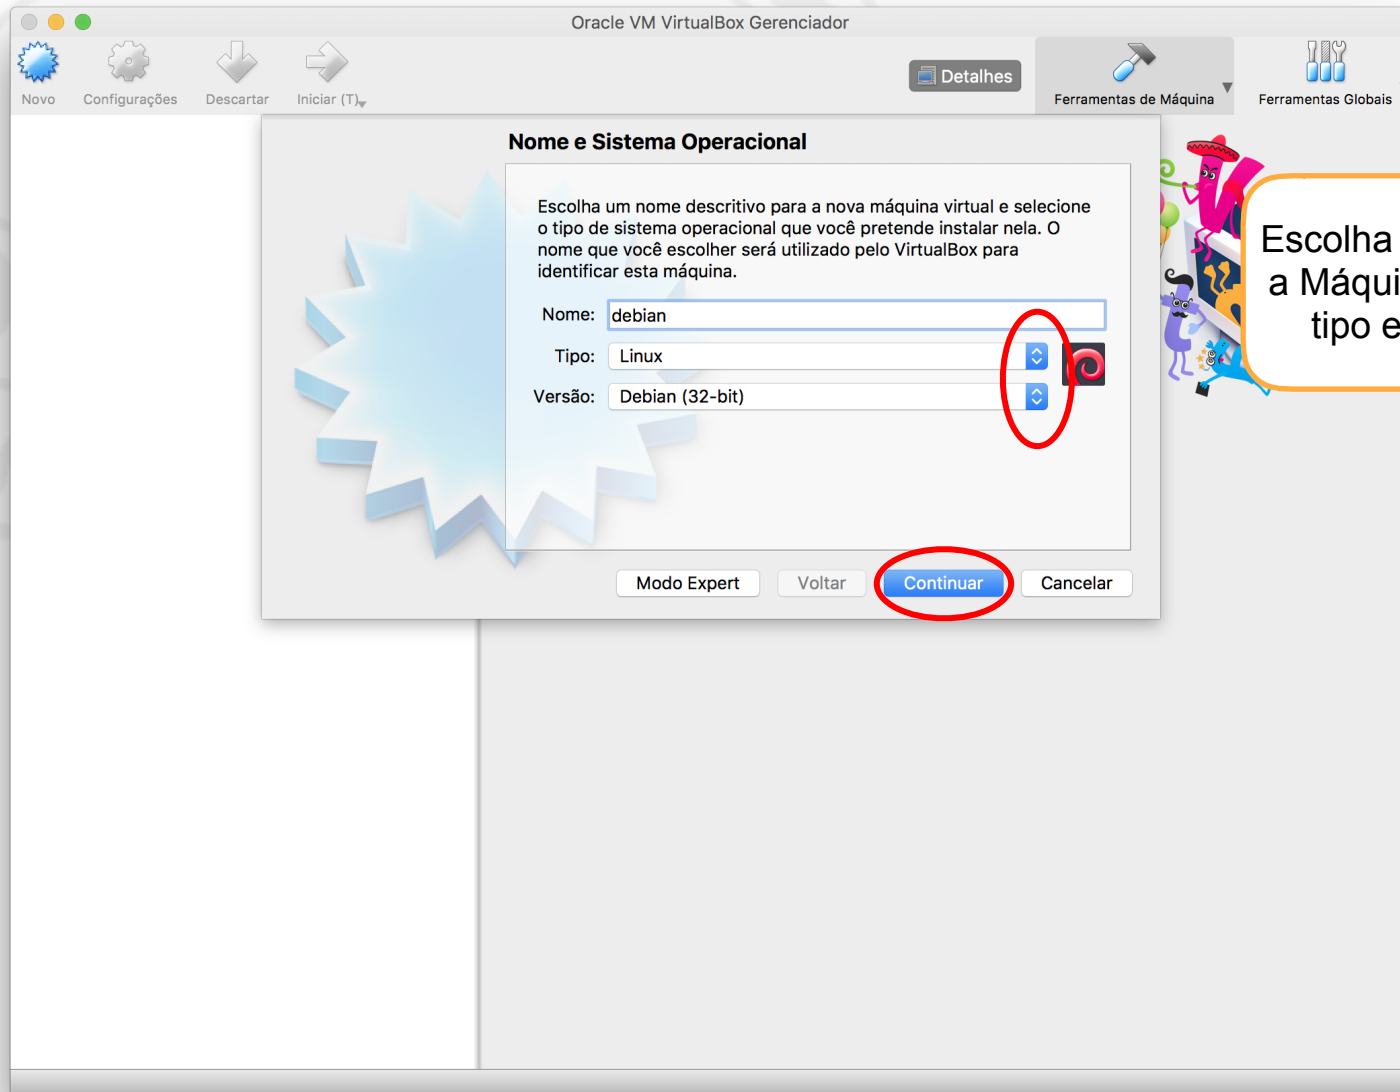 Oracle VM VirtualBox Gerenciador
Novo
Configurações
Descartar
Iniciar (T)
Detalhes
Ferramentas de Máquina
Ferramentas Globais
Nome e Sistema Operacional
Escolha um nome descritivo para a nova máquina virtual e selecione
o tipo de sistema operacional que você pretende instalar nela. O
nome que você escolher será utilizado pelo VirtualBox para
identificar esta máquina.
Nome: debian
Tipo: Linux
Versão: Debian (32-bit)
Modo Expert
Voltar
Continuar
Cancelar
Escolha
a Máqui
tipo e